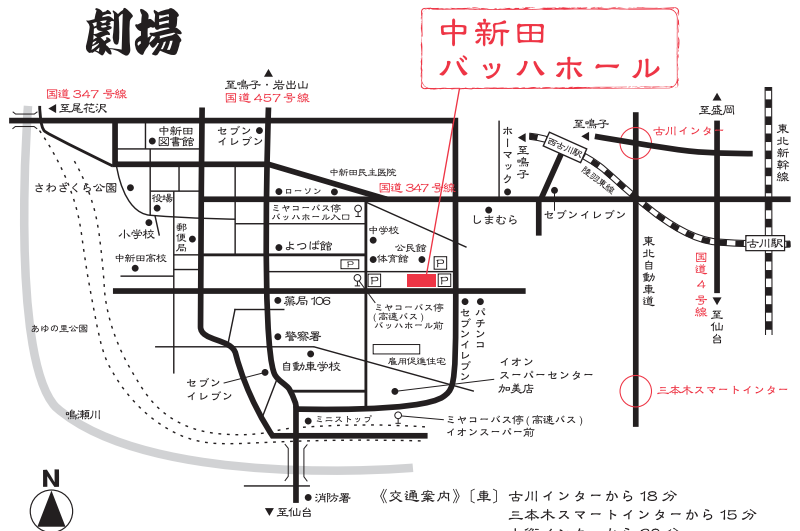 劇場
中新田
バッハホール
国道347号線
至尾花沢
至鳴子・岩出山
国道457号線
中新田
図書館
セブン
イレブン
さわざくら公園
役場
小学校
郵便局
中新田高校
ローソン
中新田民主医院
国道347号線
ミヤコーバス停
バッハホール入口
よつば館
中学校
公民館
体育館
P
P
P
P
ホーマック
至鳴子
至鳴子
西古川駅
陸羽東線
古川インター
至盛岡
東北新幹線
しまむら
セブンイレブン
東北自動車道
国道4号線
古川駅
至仙台
薬局106
ミヤコーバス停
(高速バス)
バッハホール前
セブンイレブン
パチンコ
あゆの里公園
警察署
自動車学校
雇用促進住宅
セブン
イレブン
イオン
スーパーセンター
加美店
三本木スマートインター
鳴瀬川
ミニストップ
ミヤコーバス停(高速バス)
イオンスーパー前
N
消防署
至仙台
《交通案内》〔車〕古川インターから18分
三本木スマートインターから15分